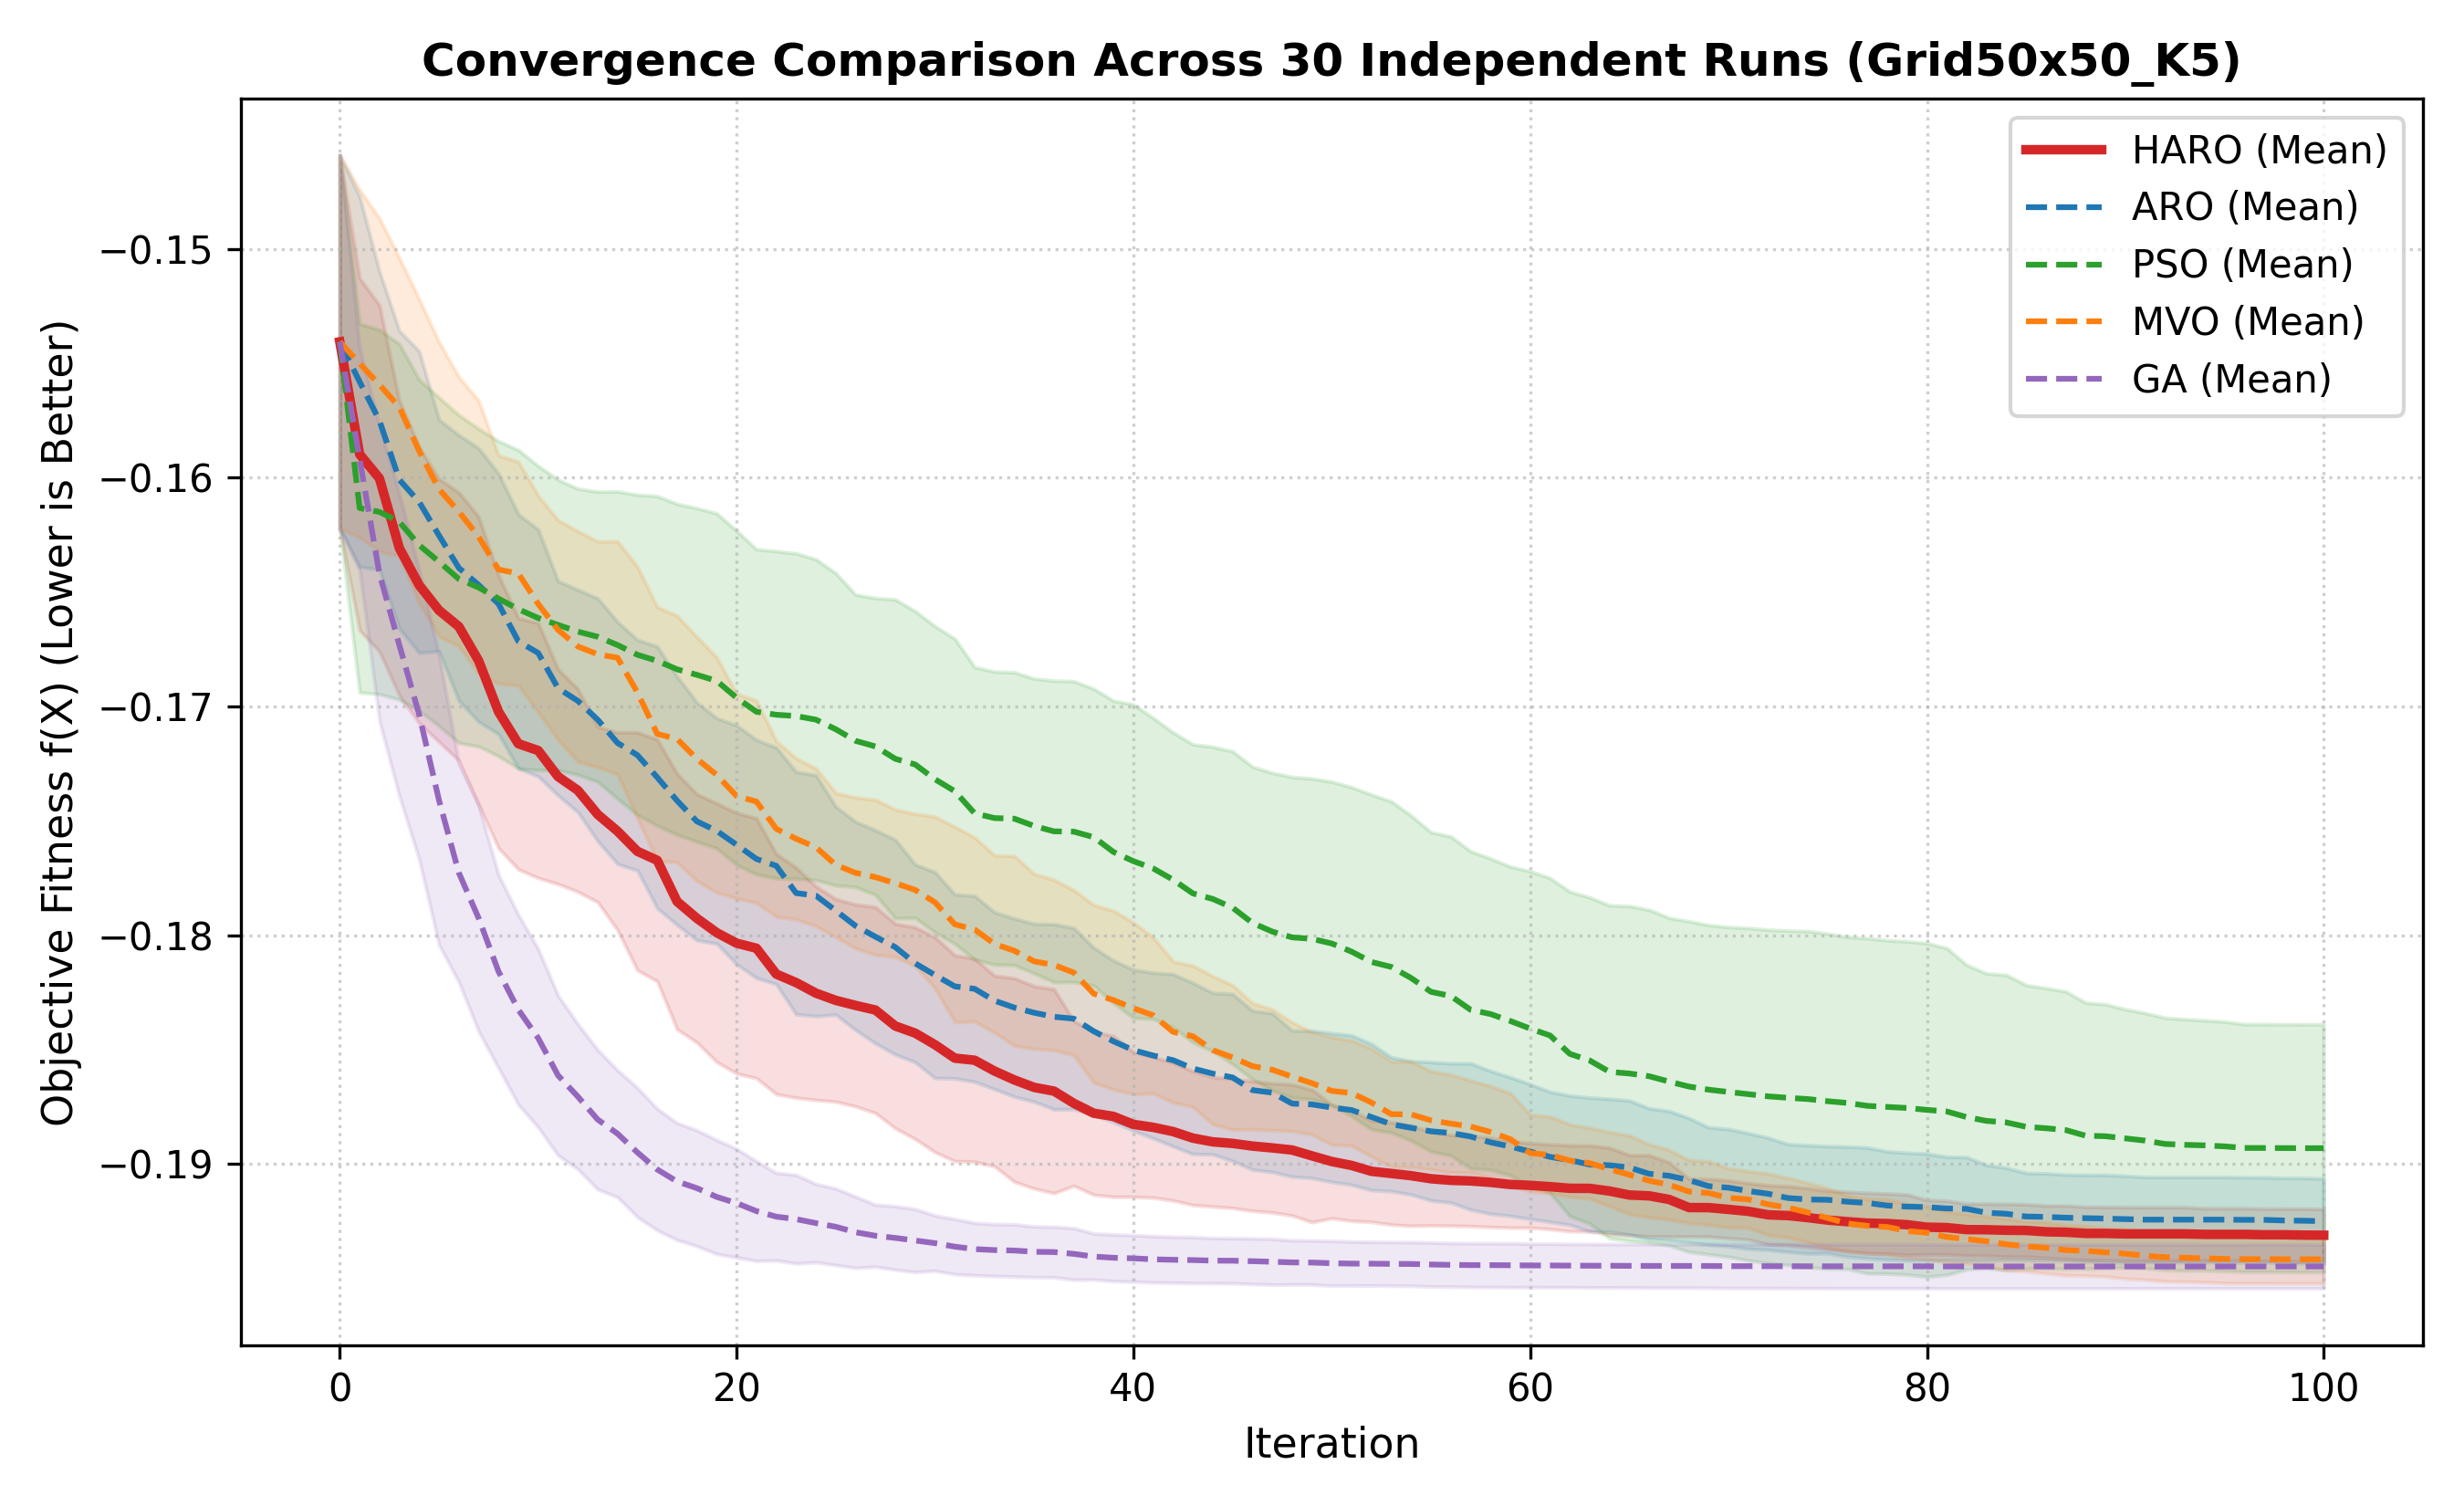 Convergence Comparison Across 30 Independent Runs (Grid50x50_K5)
HARO (Mean)
ARO (Mean)
PSO (Mean)
MVO (Mean)
GA (Mean)
Objective Fitness f(X) (Lower is Better)
−0.15
−0.16
−0.17
−0.18
−0.19
0 20 40 60 80 100
Iteration